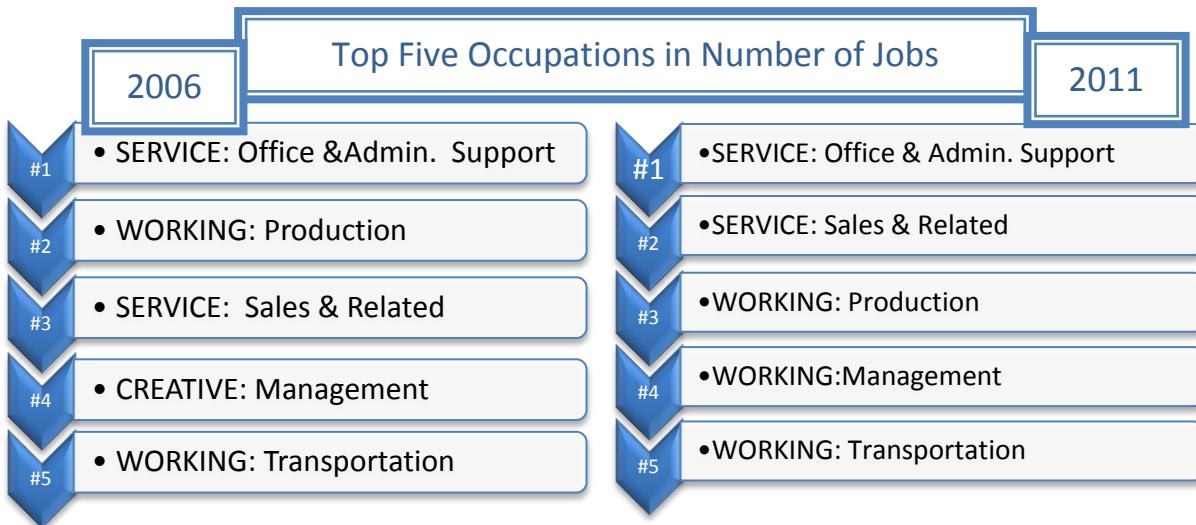 Top Five Occupations in Number of Jobs
2006
#1 • SERVICE: Office &Admin. Support
#2 • WORKING: Production
#3 • SERVICE: Sales & Related
#4 • CREATIVE: Management
#5 • WORKING: Transportation
2011
#1 •SERVICE: Office & Admin. Support
#2 •SERVICE: Sales & Related
#3 •WORKING: Production
#4 •WORKING:Management
#5 •WORKING: Transportation